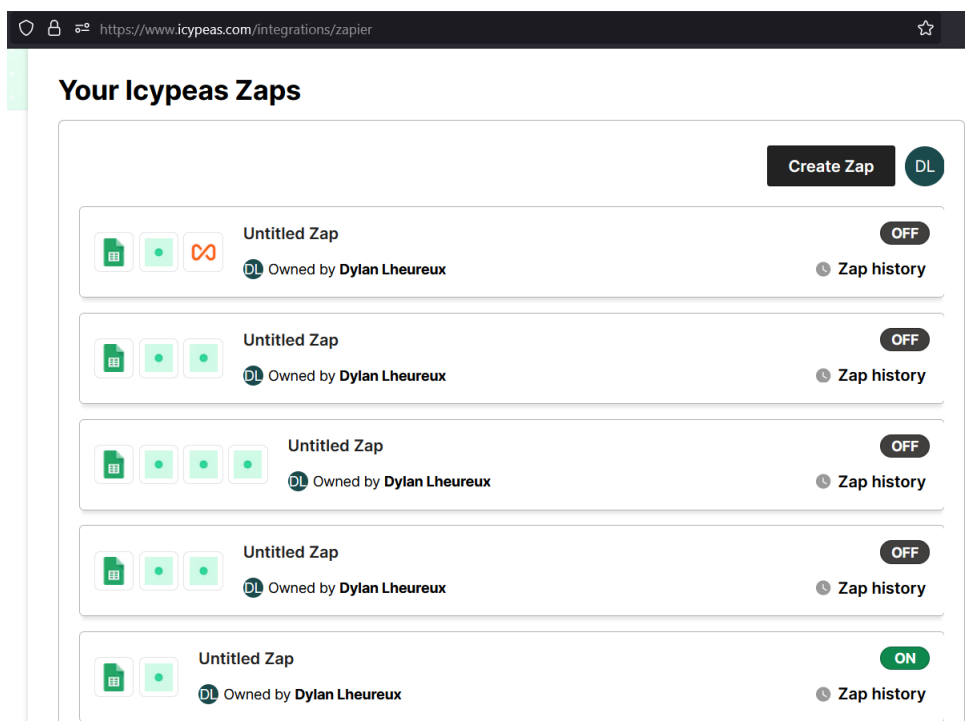 https://www.icypeas.com/integrations/zapier
Your Icypeas Zaps
Create Zap
DL
Untitled Zap
OFF
DL Owned by Dylan Lheureux
Zap history
Untitled Zap
OFF
DL Owned by Dylan Lheureux
Zap history
Untitled Zap
OFF
DL Owned by Dylan Lheureux
Zap history
Untitled Zap
OFF
DL Owned by Dylan Lheureux
Zap history
Untitled Zap
ON
DL Owned by Dylan Lheureux
Zap history